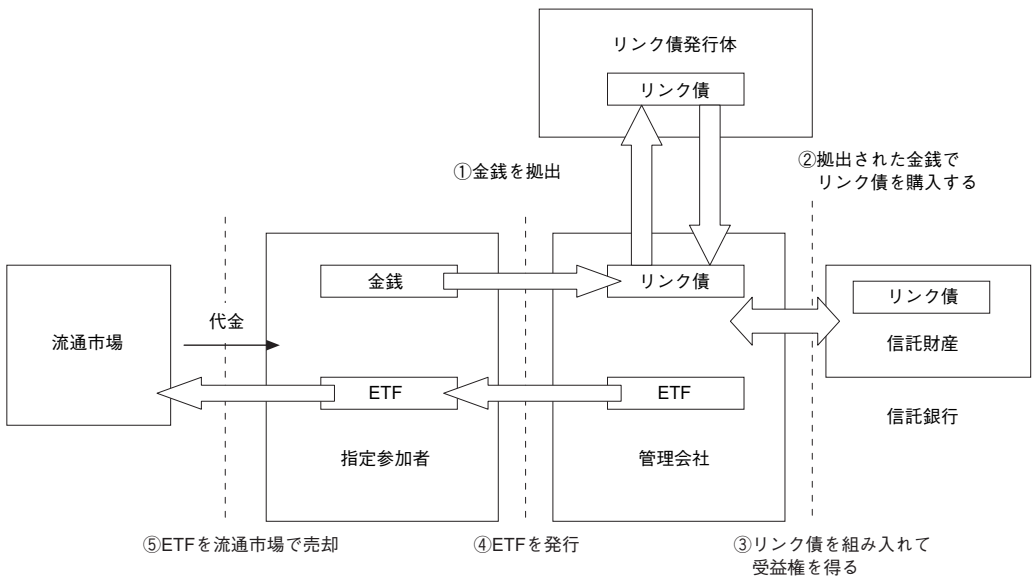 リンク債発行体
リンク債
①金銭を拠出
②拠出された金銭で
リンク債を購入する
金銭
リンク債
リンク債
代金
流通市場
信託財産
ETF
ETF
信託銀行
指定参加者
管理会社
⑤ETFを流通市場で売却
④ETFを発行
③リンク債を組み入れて
受益権を得る